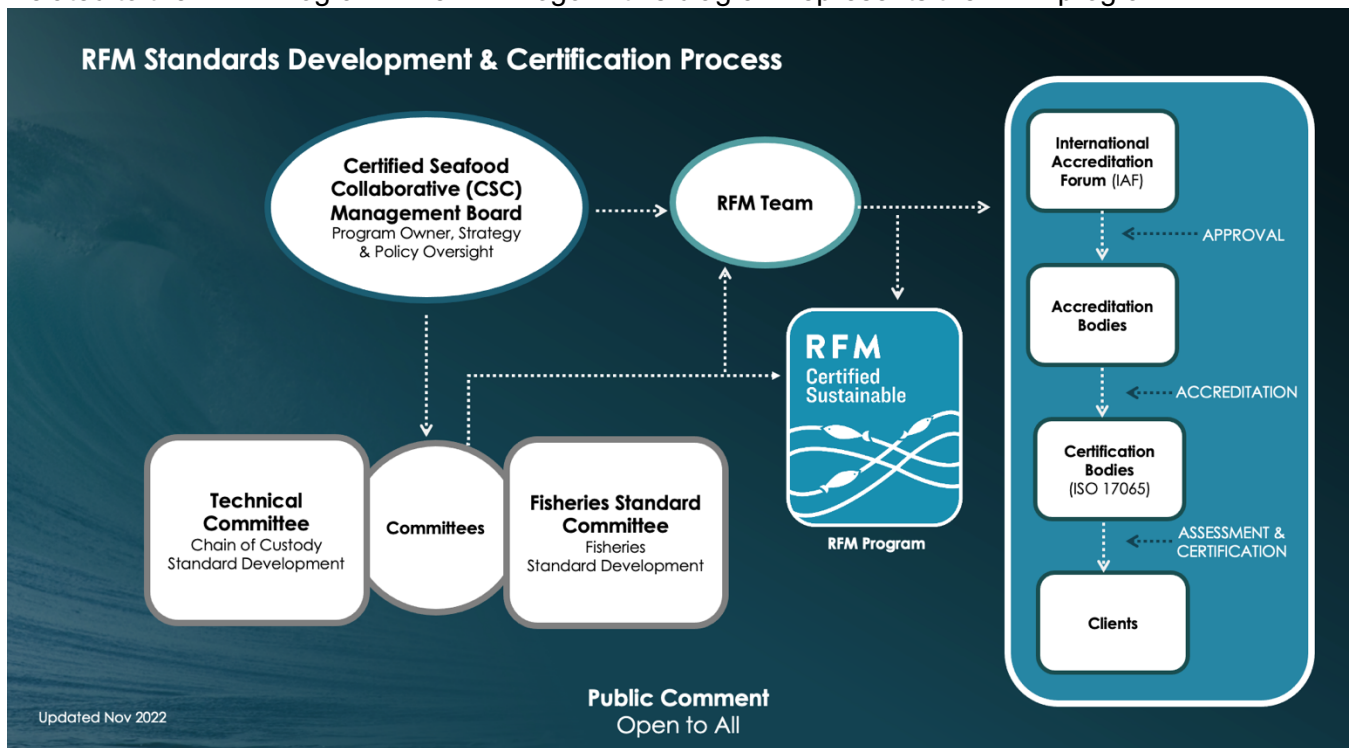 RFM Standards Development & Certification Process
Certified Seafood
Collaborative (CSC)
Management Board
Program Owner, Strategy
& Policy Oversight
RFM Team
International
Accreditation
Forum (IAF)
APPROVAL
Accreditation
Bodies
ACCREDITATION
Certification
Bodies
(ISO 17065)
ASSESSMENT &
CERTIFICATION
Clients
RFM
Certified
Sustainable
RFM Program
Technical
Committee
Chain of Custody
Standard Development
Committees
Fisheries Standard
Committee
Fisheries
Standard Development
Public Comment
Open to All
Updated Nov 2022